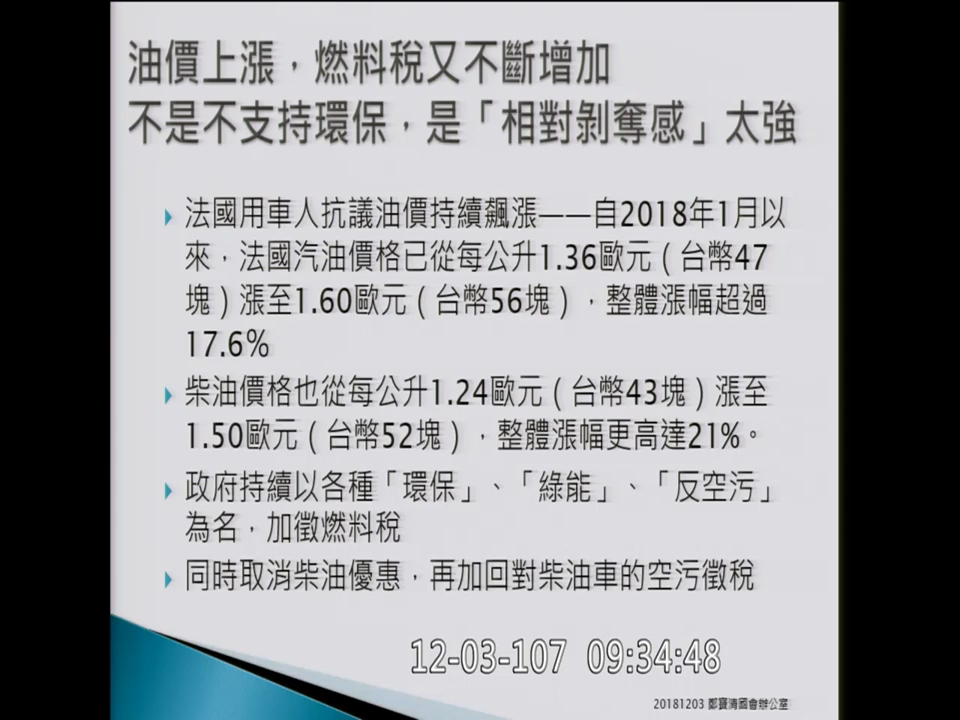 油價上漲，燃料稅又不斷增加
不是不支持環保，是「相對剝奪感」太強
法國用車人抗議油價持續飆漲——自2018年1月以
來，法國汽油價格已從每公升1.36歐元（台幣47
塊）漲至1.60歐元（台幣56塊），整體漲幅超過
17.6%
柴油價格也從每公升1.24歐元（台幣43塊）漲至
1.50歐元（台幣52塊），整體漲幅更高達21%。
政府持續以各種「環保」、「綠能」、「反空污」
為名，加徵燃料稅
同時取消柴油優惠，再加回對柴油車的空污徵稅
12-03-107 09:34:48
20181203 鄭寶清國會辦公室